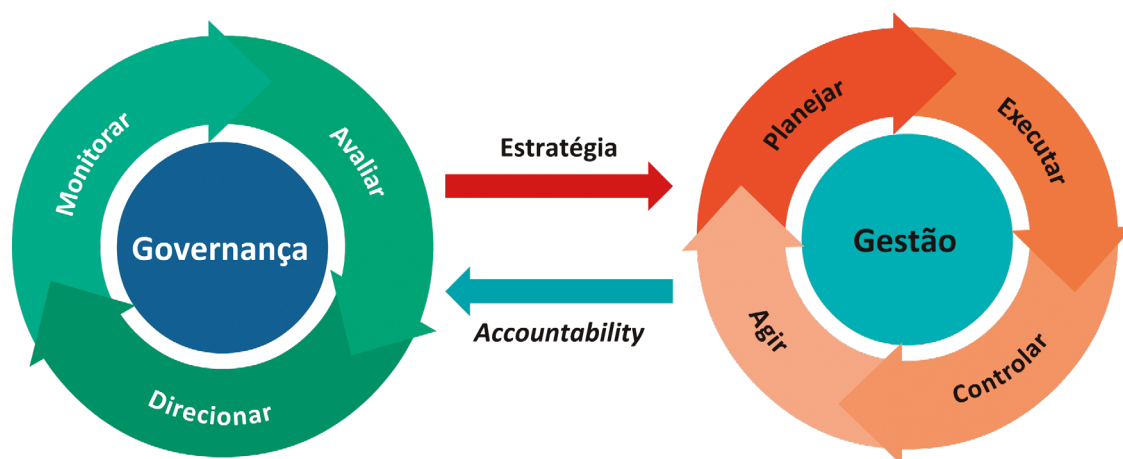 Monitorar
Avaliar
Governança
Direcionar
Estratégia
Accountability
Planejar
Executar
Gestão
Agir
Controlar